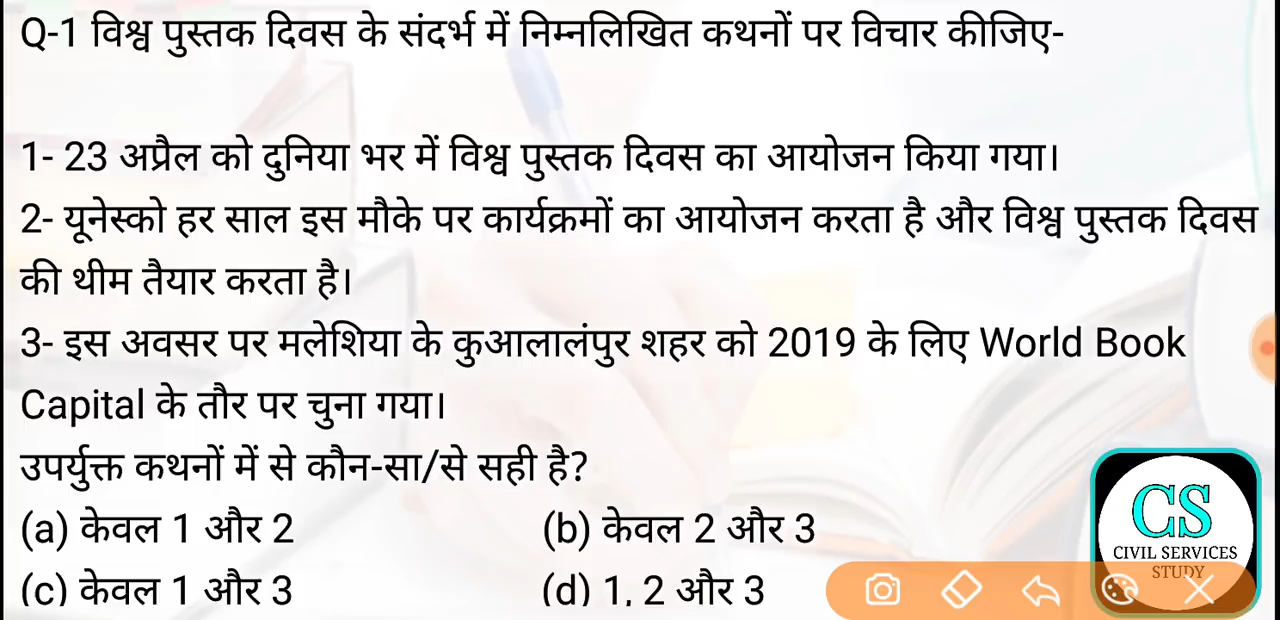 Q-1 विश्व पुस्तक दिवस के संदर्भ में निम्नलिखित कथनों पर विचार कीजिए-
1- 23 अप्रैल को दुनिया भर में विश्व पुस्तक दिवस का आयोजन किया गया।
2- यूनेस्को हर साल इस मौके पर कार्यक्रमों का आयोजन करता है और विश्व पुस्तक दिवस
की थीम तैयार करता है।
3- इस अवसर पर मलेशिया के कुआलालंपुर शहर को 2019 के लिए World Book
Capital के तौर पर चुना गया।
उपर्युक्त कथनों में से कौन-सा/से सही है?
(a) केवल 1 और 2 (b) केवल 2 और 3
(c) केवल 1 और 3 (d) 1, 2 और 3
CS
CIVIL SERVICES
STUDY